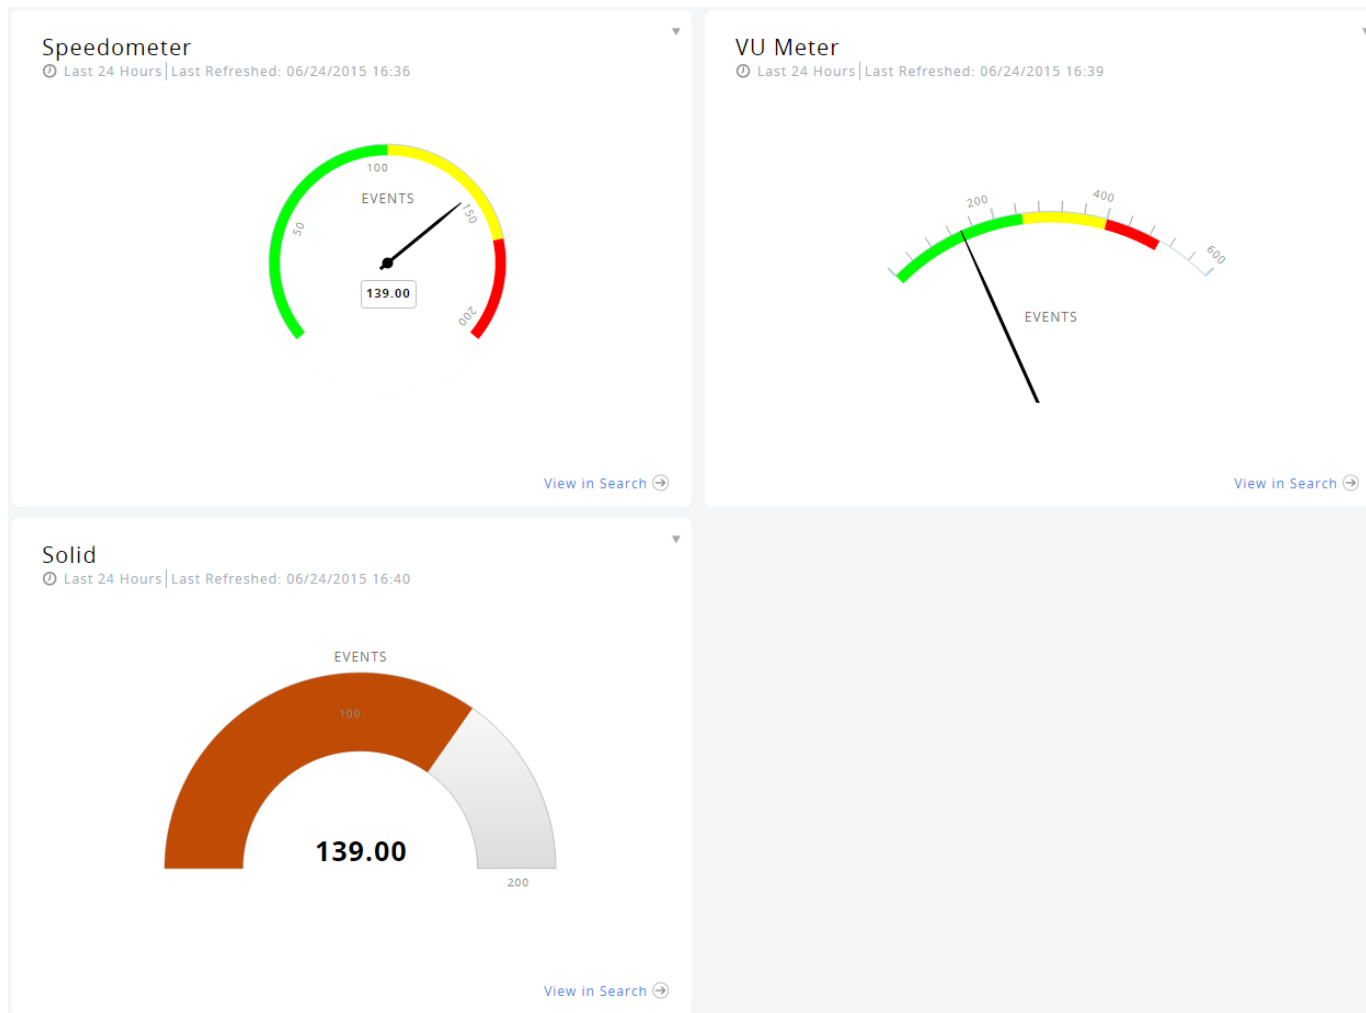 Speedometer
Last 24 Hours | Last Refreshed: 06/24/2015 16:36
100
EVENTS
50
150
139.00
200
View in Search
VU Meter
Last 24 Hours | Last Refreshed: 06/24/2015 16:39
200
400
600
EVENTS
View in Search
Solid
Last 24 Hours | Last Refreshed: 06/24/2015 16:40
EVENTS
100
139.00
200
View in Search